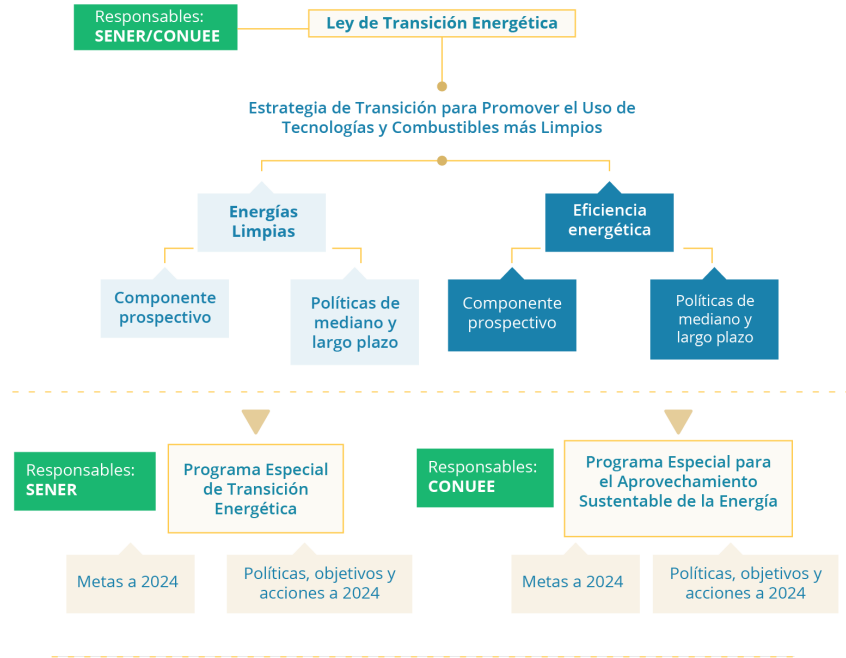 Responsables:
SENER/CONUEE
Ley de Transición Energética
Estrategia de Transición para Promover el Uso de
Tecnologías y Combustibles más Limpios
Energías
Limpias
Eficiencia
energética
Componente
prospectivo
Políticas de
mediano y
largo plazo
Componente
prospectivo
Políticas de
mediano y
largo plazo
Responsables:
SENER
Programa Especial
de Transición
Energética
Responsables:
CONUEE
Programa Especial para
el Aprovechamiento
Sustentable de la Energía
Metas a 2024
Políticas, objetivos y
acciones a 2024
Metas a 2024
Políticas, objetivos y
acciones a 2024